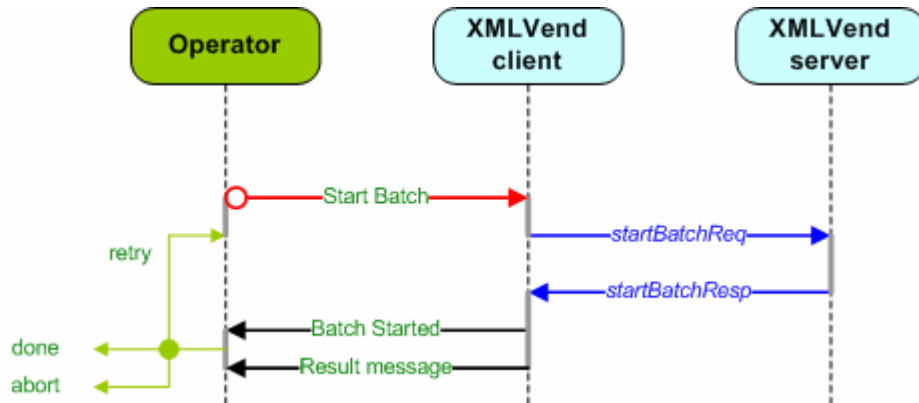 Operator
XMLVend
client
XMLVend
server
Start Batch
startBatchReq
retry
startBatchResp
Batch Started
done
Result message
abort